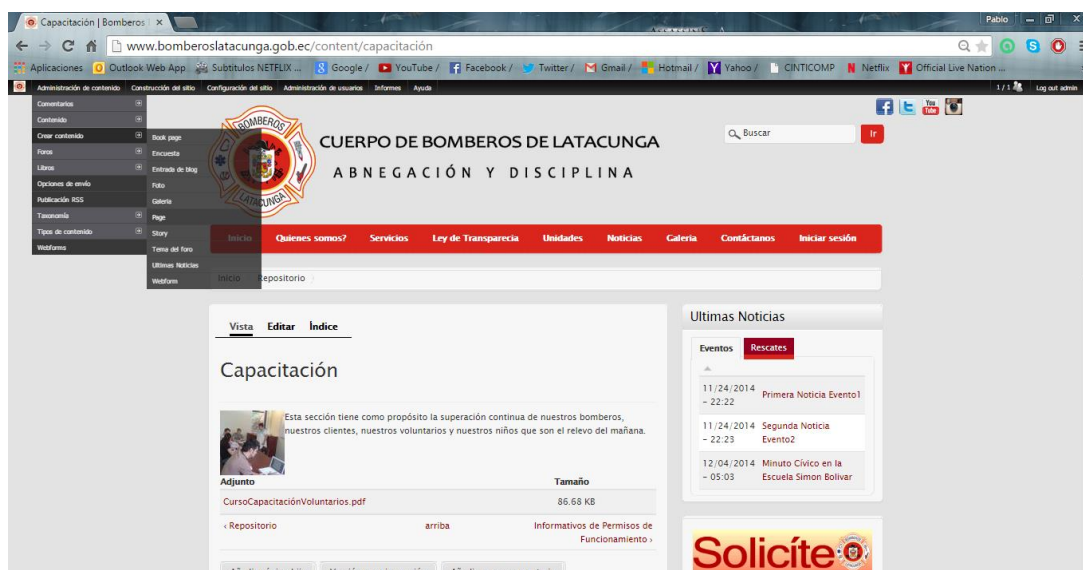 Capacitación | Bomberos
Pablo
www.bomberoslatacunga.gob.ec/content/capacitación
Aplicaciones
Outlook Web App
Subtitulos NETFLIX ...
Google /
YouTube /
Facebook /
Twitter /
Gmail /
Hotmail /
Yahoo /
CINTICOMP
Netflix
Official Live Nation ...
Administración de contenido
Construcción del sitio
Configuración del sitio
Administración de usuarios
Informes
Ayuda
1 / 1
Log out admin
Comentarios
Contenido
Crear contenido
Foros
Libros
Opciones de envío
Publicación RSS
Taxonomía
Tipos de contenido
Webforms
Book page
Encuesta
Entrada de blog
Foto
Galeria
Page
Story
Tema del foro
Ultimas Noticias
Webform
BOMBEROS
LATACUNGA
CUERPO DE BOMBEROS DE LATACUNGA
ABNEGACIÓN Y DISCIPLINA
You Tube
Buscar
Ir
Inicio
Quienes somos?
Servicios
Ley de Transparecia
Unidades
Noticias
Galeria
Contáctanos
Iniciar sesión
Inicio
Repositorio
Vista
Editar
Índice
Capacitación
Esta sección tiene como propósito la superación continua de nuestros bomberos,
nuestros clientes, nuestros voluntarios y nuestros niños que son el relevo del mañana.
Adjunto
Tamaño
CursoCapacitaciónVoluntarios.pdf
86.68 KB
‹ Repositorio
arriba
Informativos de Permisos de
Funcionamiento ›
Ultimas Noticias
Eventos
Rescates
11/24/2014
– 22:22
Primera Noticia Evento1
11/24/2014
– 22:23
Segunda Noticia
Evento2
12/04/2014
– 05:03
Minuto Cívico en la
Escuela Simon Bolivar
Solicíte